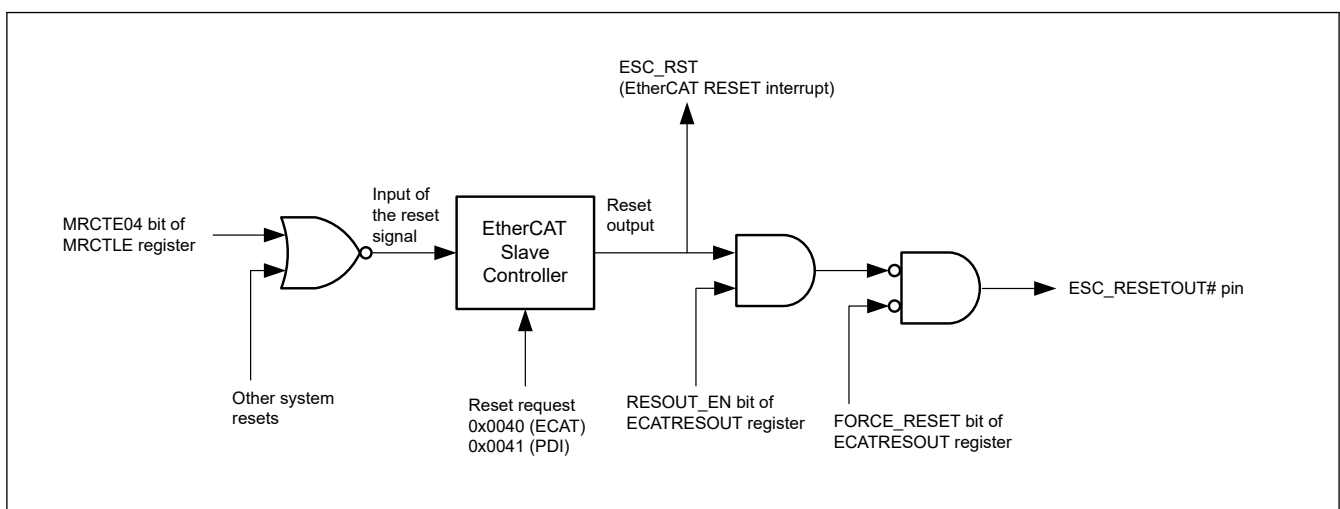 ESC_RST
(EtherCAT RESET interrupt)
MRCTE04 bit of
MRCTLE register
Input of
the reset
signal
EtherCAT
Slave
Controller
Reset
output
ESC_RESETOUT# pin
Other system
resets
Reset request
0x0040 (ECAT)
0x0041 (PDI)
RESOUT_EN bit of
ECATRESOUT register
FORCE_RESET bit of
ECATRESOUT register